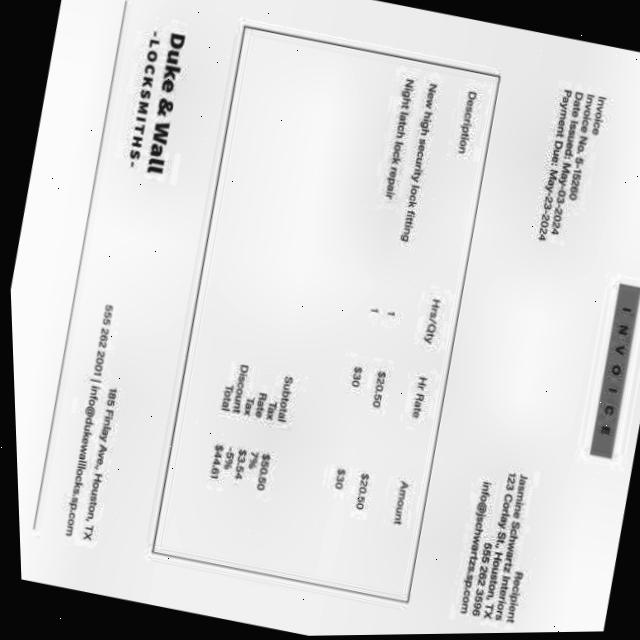 INVOICE
Invoice
Invoice No. S-15260
Date Issued: May-03-2024
Payment Due: May-23-2024
Recipient
Jasmine Schwartz Interiors
123 Cathy St., Houston, TX
555 262 3596
info@jschwartzs.sp.com
Description Hrs/Qty Hr Rate Amount
New high security lock fitting 1 $20.50 $20.50
Night latch lock repair 1 $30 $30
Subtotal $50.50
Tax Rate 7%
Tax $3.54
Discount -5%
Total $44.61
Duke & Wall
-LOCKSMITHS-
185 Finlay Ave., Houston, TX
555 262 2001 | info@dukewalllocks.sp.com